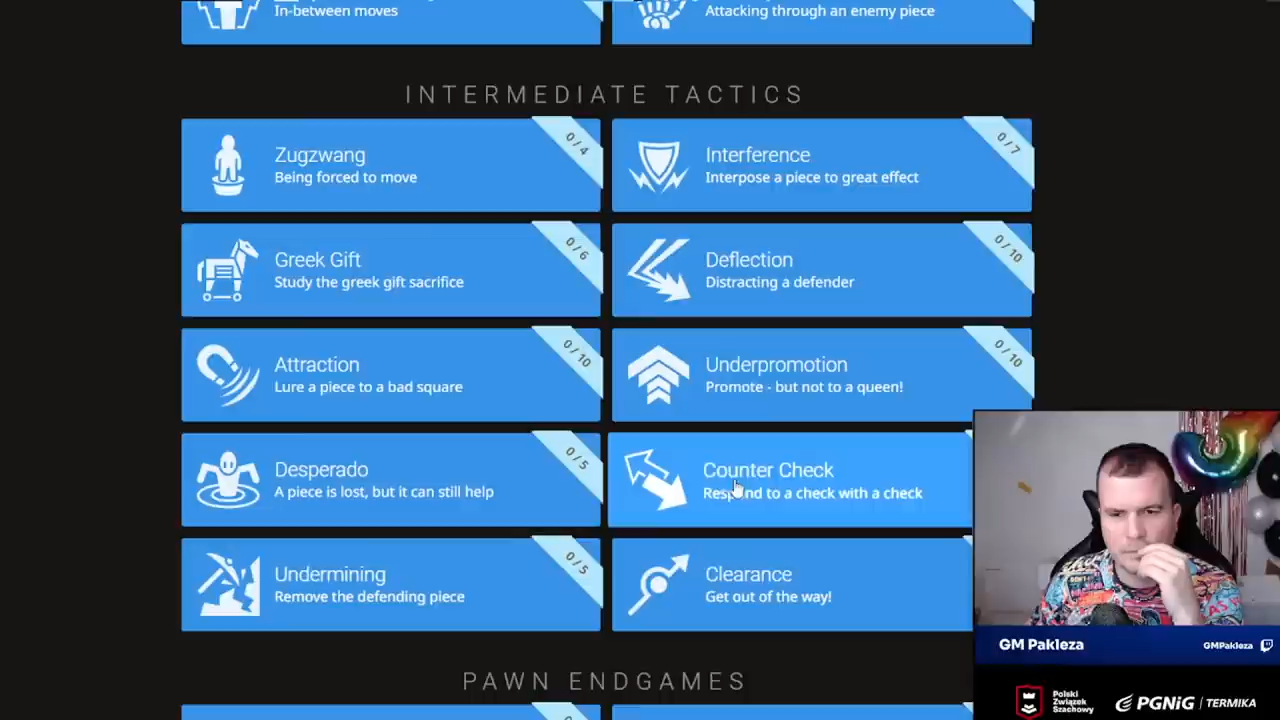 In-between moves
Attacking through an enemy piece
INTERMEDIATE TACTICS
Zugzwang
Being forced to move
0/4
Interference
Interpose a piece to great effect
0/7
Greek Gift
Study the greek gift sacrifice
0/6
Deflection
Distracting a defender
0/10
Attraction
Lure a piece to a bad square
0/10
Underpromotion
Promote - but not to a queen!
0/10
Desperado
A piece is lost, but it can still help
0/5
Counter Check
Respond to a check with a check
Undermining
Remove the defending piece
0/5
Clearance
Get out of the way!
PAWN ENDGAMES
GM Pakleza
GMPakleza
Polski
Związek
Szachowy
PGNiG | TERMIKA